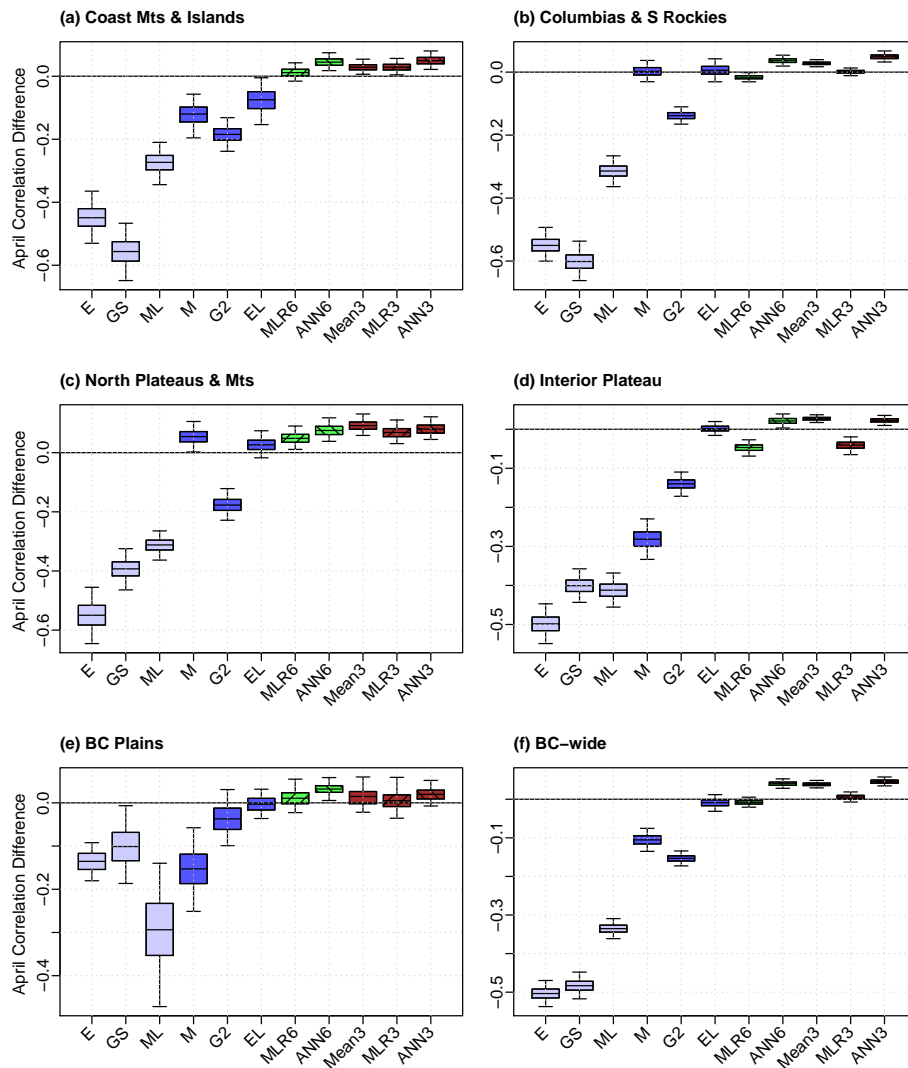 (a) Coast Mts & Islands
April Correlation Difference
0.0
−0.2
−0.4
−0.6
E GS ML M G2 EL MLR6 ANN6 Mean3 MLR3 ANN3
(b) Columbias & S Rockies
0.0
−0.2
−0.4
−0.6
E GS ML M G2 EL MLR6 ANN6 Mean3 MLR3 ANN3
(c) North Plateaus & Mts
April Correlation Difference
0.0
−0.2
−0.4
−0.6
E GS ML M G2 EL MLR6 ANN6 Mean3 MLR3 ANN3
(d) Interior Plateau
−0.1
−0.3
−0.5
E GS ML M G2 EL MLR6 ANN6 Mean3 MLR3 ANN3
(e) BC Plains
April Correlation Difference
0.0
−0.2
−0.4
E GS ML M G2 EL MLR6 ANN6 Mean3 MLR3 ANN3
(f) BC−wide
−0.1
−0.3
−0.5
E GS ML M G2 EL MLR6 ANN6 Mean3 MLR3 ANN3